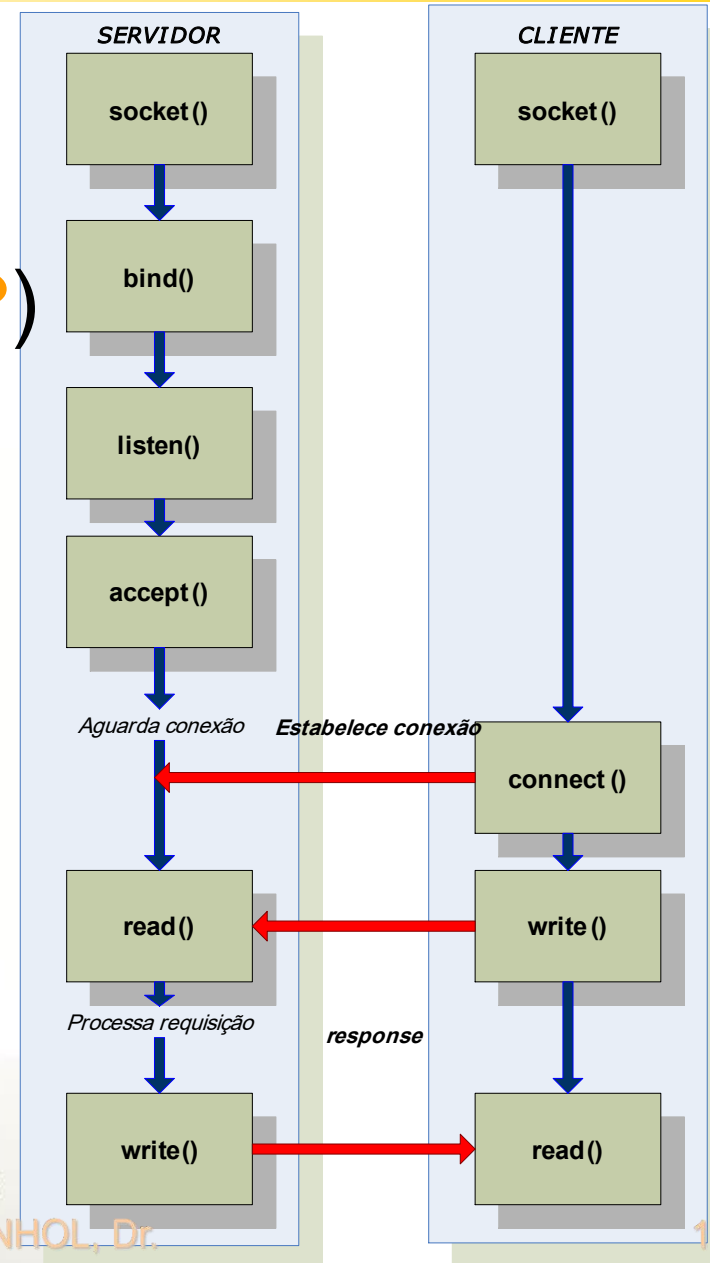 SERVIDOR
socket()
bind()
)
listen()
accept()
Aguarda conexão
read()
Processa requisição
write()
Estabelece conexão
response
CLIENTE
socket()
connect ()
write()
read()
NHOL, Dr.
1